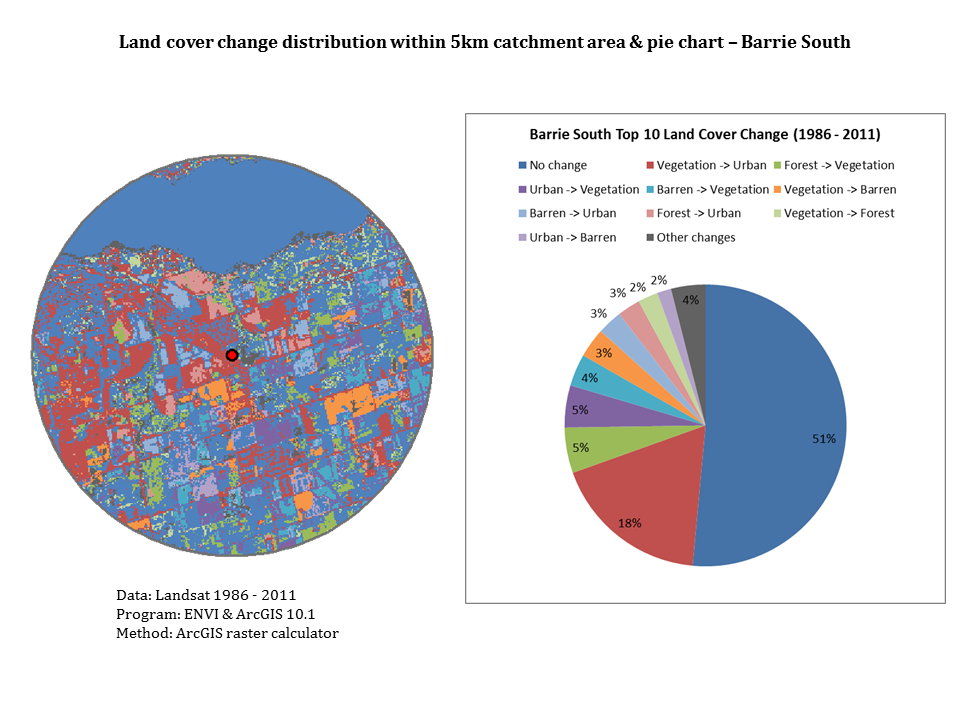 Land cover change distribution within 5km catchment area & pie chart – Barrie South
Barrie South Top 10 Land Cover Change (1986 - 2011)
No change
Vegetation -> Urban
Forest -> Vegetation
Urban -> Vegetation
Barren -> Vegetation
Vegetation -> Barren
Barren -> Urban
Forest -> Urban
Vegetation -> Forest
Urban -> Barren
Other changes
51%
18%
5%
5%
4%
3%
3%
3%
2%
2%
4%
Data: Landsat 1986 - 2011
Program: ENVI & ArcGIS 10.1
Method: ArcGIS raster calculator